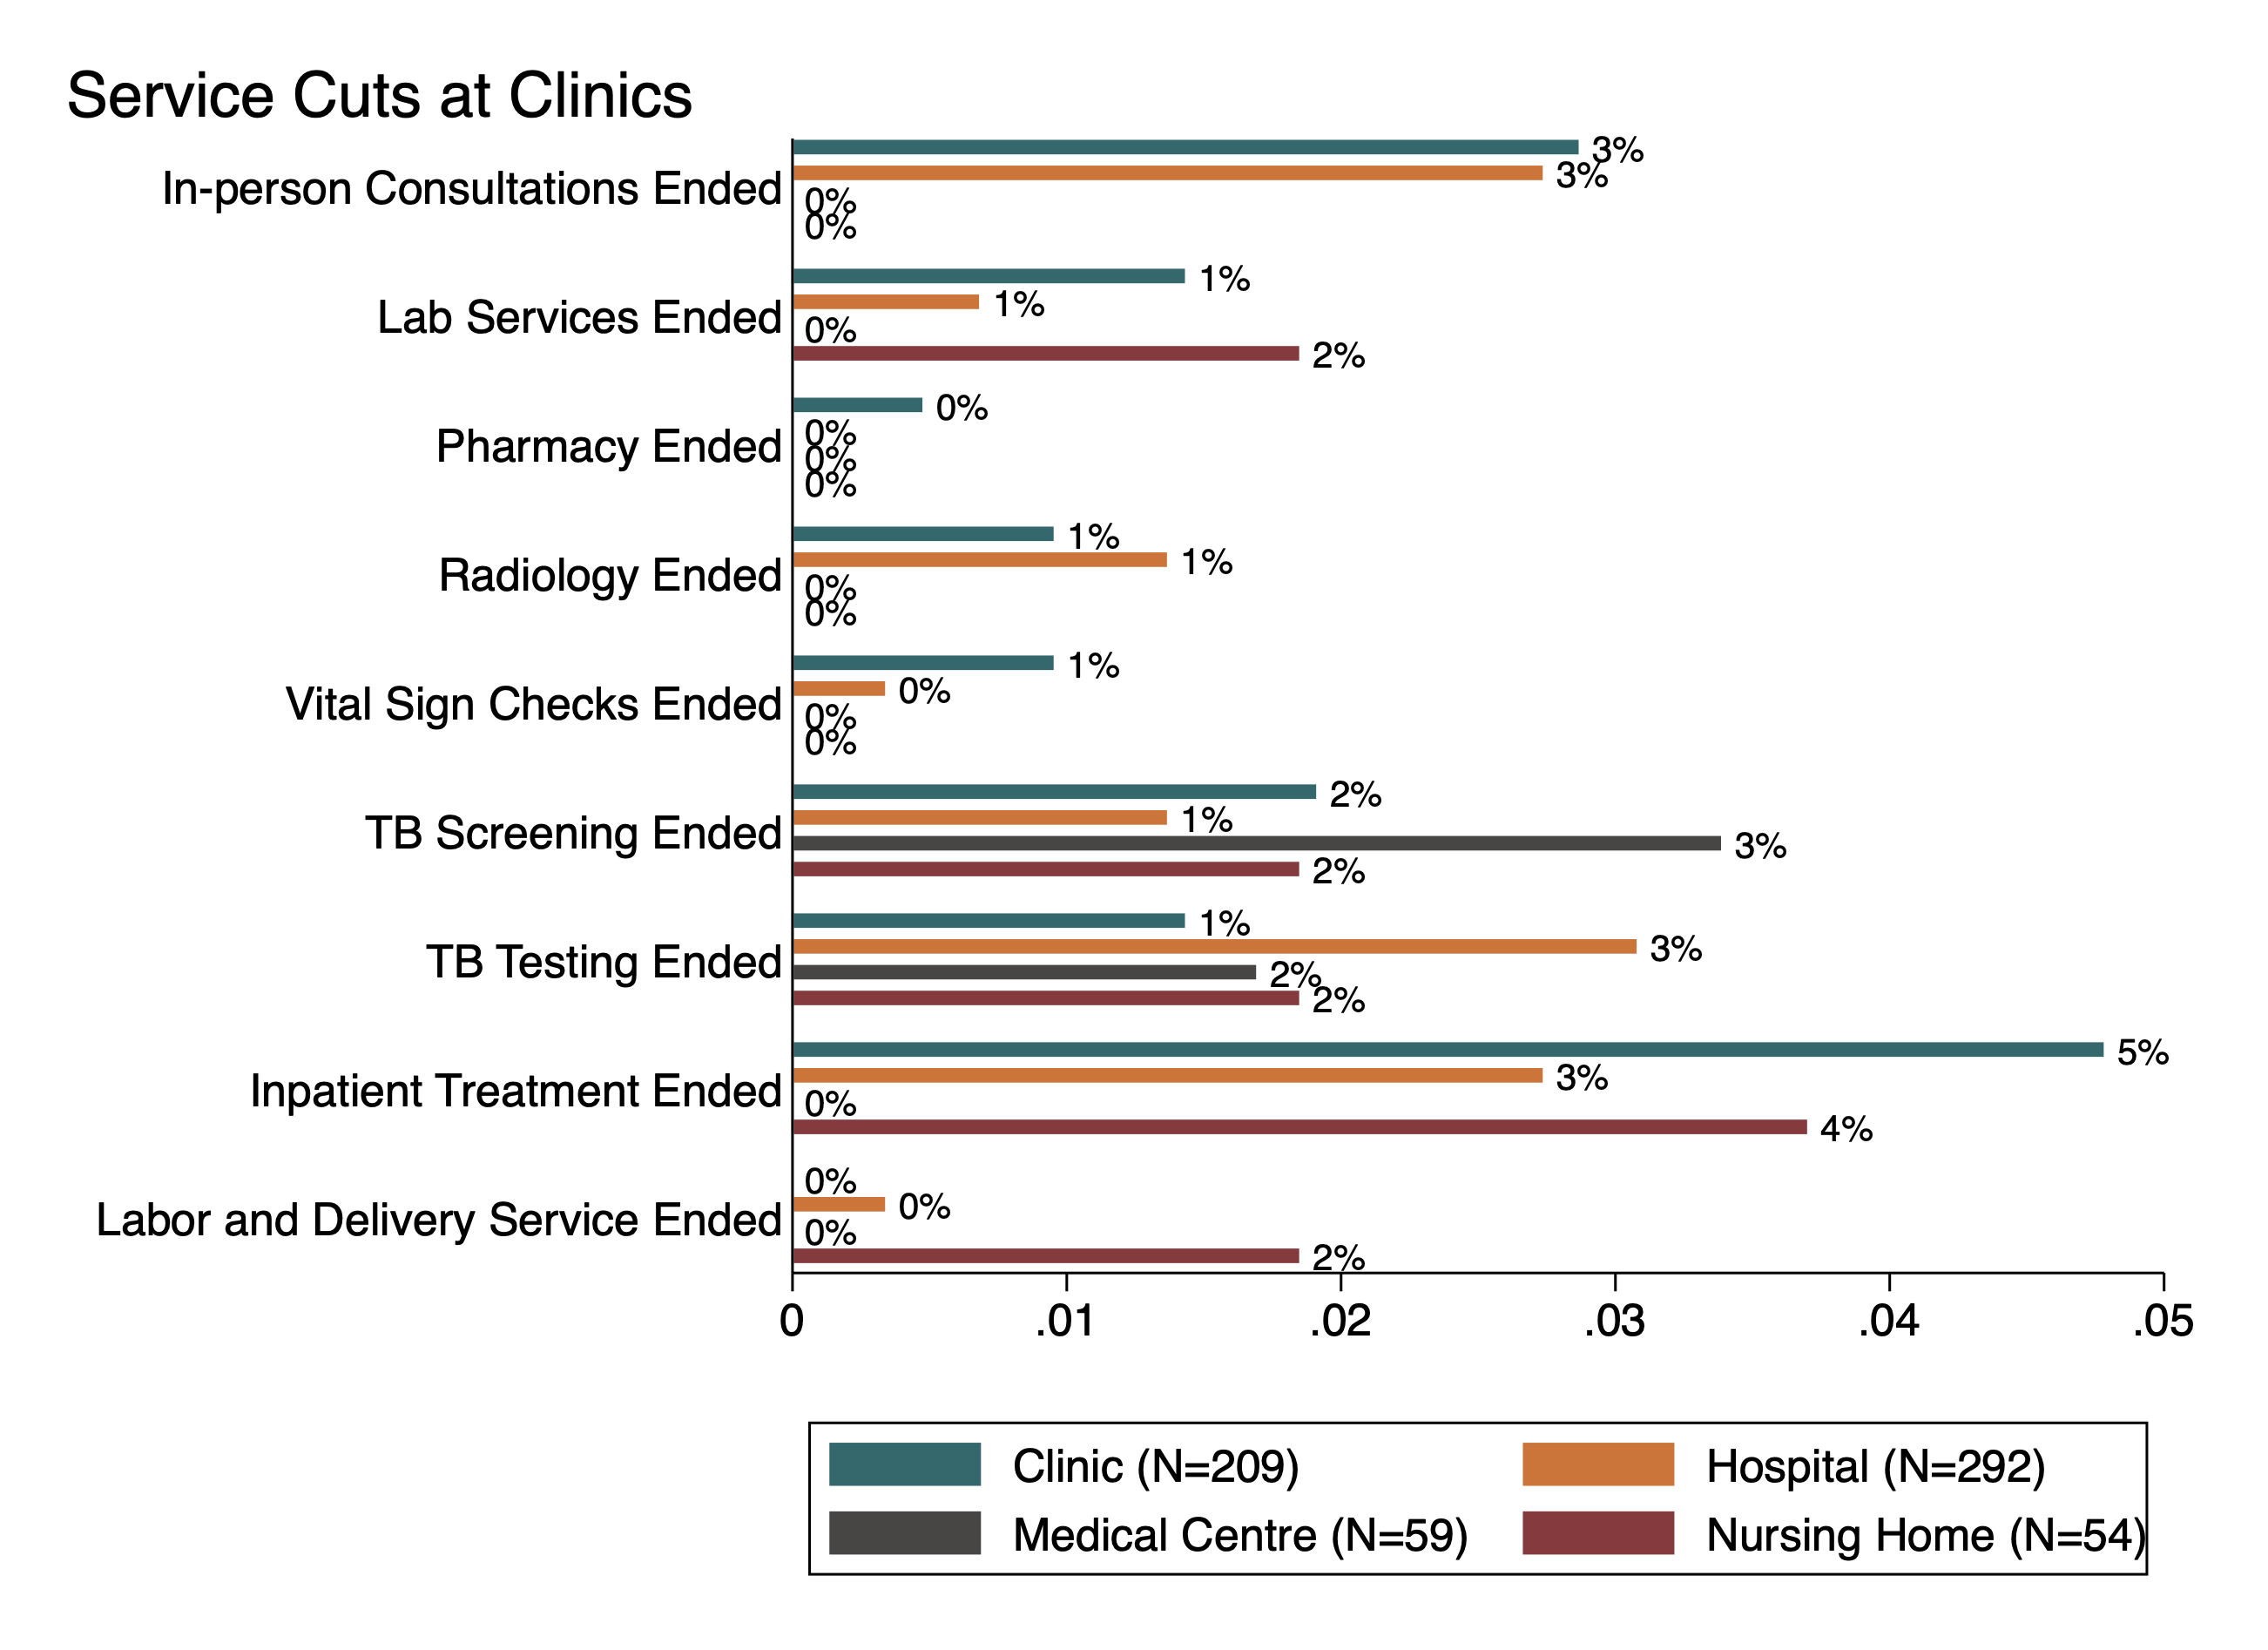 Service Cuts at Clinics
In-person Consultations Ended
3%
3%
0%
0%
Lab Services Ended
1%
1%
0%
2%
Pharmacy Ended
0%
0%
0%
0%
Radiology Ended
1%
1%
0%
0%
Vital Sign Checks Ended
1%
0%
0%
0%
TB Screening Ended
2%
1%
3%
2%
TB Testing Ended
1%
3%
2%
2%
Inpatient Treatment Ended
5%
3%
0%
4%
Labor and Delivery Service Ended
0%
0%
0%
2%
0 .01 .02 .03 .04 .05
Clinic (N=209) Hospital (N=292)
Medical Centre (N=59) Nursing Home (N=54)